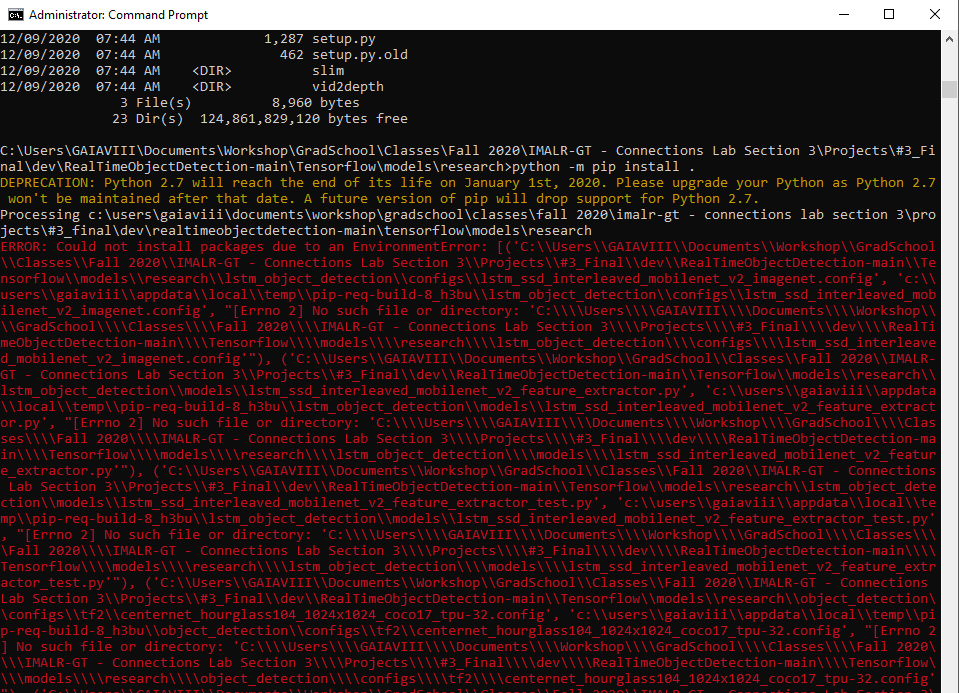 Administrator: Command Prompt
12/09/2020  07:44 AM             1,287 setup.py
12/09/2020  07:44 AM               462 setup.py.old
12/09/2020  07:44 AM    <DIR>          slim
12/09/2020  07:44 AM    <DIR>          vid2depth
               3 File(s)          8,960 bytes
              23 Dir(s)  124,861,829,120 bytes free
C:\Users\GAIAVIII\Documents\Workshop\GradSchool\Classes\Fall 2020\IMALR-GT - Connections Lab Section 3\Projects\#3_Fi
nal\dev\RealTimeObjectDetection-main\Tensorflow\models\research>python -m pip install .
DEPRECATION: Python 2.7 will reach the end of its life on January 1st, 2020. Please upgrade your Python as Python 2.7
 won't be maintained after that date. A future version of pip will drop support for Python 2.7.
Processing c:\users\gaiaviii\documents\workshop\gradschool\classes\fall 2020\imalr-gt - connections lab section 3\pro
jects\#3_final\dev\realtimeobjectdetection-main\tensorflow\models\research
ERROR: Could not install packages due to an EnvironmentError: [('C:\\Users\\GAIAVIII\\Documents\\Workshop\\GradSchool
\\Classes\\Fall 2020\\IMALR-GT - Connections Lab Section 3\\Projects\\#3_Final\\dev\\RealTimeObjectDetection-main\\Te
nsorflow\\models\\research\\lstm_object_detection\\configs\\lstm_ssd_interleaved_mobilenet_v2_imagenet.config', 'c:\\
users\\gaiaviii\\appdata\\local\\temp\\pip-req-build-8_h3bu\\lstm_object_detection\\configs\\lstm_ssd_interleaved_mob
ilenet_v2_imagenet.config', "[Errno 2] No such file or directory: 'C:\\\\Users\\\\GAIAVIII\\\\Documents\\\\Workshop\\
\\GradSchool\\\\Classes\\\\Fall 2020\\\\IMALR-GT - Connections Lab Section 3\\\\Projects\\\\#3_Final\\\\dev\\\\RealTi
meObjectDetection-main\\\\Tensorflow\\\\models\\\\research\\\\lstm_object_detection\\\\configs\\\\lstm_ssd_interleave
d_mobilenet_v2_imagenet.config'"), ('C:\\Users\\GAIAVIII\\Documents\\Workshop\\GradSchool\\Classes\\Fall 2020\\IMALR-
GT - Connections Lab Section 3\\Projects\\#3_Final\\dev\\RealTimeObjectDetection-main\\Tensorflow\\models\\research\\
lstm_object_detection\\models\\lstm_ssd_interleaved_mobilenet_v2_feature_extractor.py', 'c:\\users\\gaiaviii\\appdata
\\local\\temp\\pip-req-build-8_h3bu\\lstm_object_detection\\models\\lstm_ssd_interleaved_mobilenet_v2_feature_extract
or.py', "[Errno 2] No such file or directory: 'C:\\\\Users\\\\GAIAVIII\\\\Documents\\\\Workshop\\\\GradSchool\\\\Clas
ses\\\\Fall 2020\\\\IMALR-GT - Connections Lab Section 3\\\\Projects\\\\#3_Final\\\\dev\\\\RealTimeObjectDetection-ma
in\\\\Tensorflow\\\\models\\\\research\\\\lstm_object_detection\\\\models\\\\lstm_ssd_interleaved_mobilenet_v2_featur
e_extractor.py'"), ('C:\\Users\\GAIAVIII\\Documents\\Workshop\\GradSchool\\Classes\\Fall 2020\\IMALR-GT - Connections
 Lab Section 3\\Projects\\#3_Final\\dev\\RealTimeObjectDetection-main\\Tensorflow\\models\\research\\lstm_object_dete
ction\\models\\lstm_ssd_interleaved_mobilenet_v2_feature_extractor_test.py', 'c:\\users\\gaiaviii\\appdata\\local\\te
mp\\pip-req-build-8_h3bu\\lstm_object_detection\\models\\lstm_ssd_interleaved_mobilenet_v2_feature_extractor_test.py'
, "[Errno 2] No such file or directory: 'C:\\\\Users\\\\GAIAVIII\\\\Documents\\\\Workshop\\\\GradSchool\\\\Classes\\\
\Fall 2020\\\\IMALR-GT - Connections Lab Section 3\\\\Projects\\\\#3_Final\\\\dev\\\\RealTimeObjectDetection-main\\\\
Tensorflow\\\\models\\\\research\\\\lstm_object_detection\\\\models\\\\lstm_ssd_interleaved_mobilenet_v2_feature_extr
actor_test.py'"), ('C:\\Users\\GAIAVIII\\Documents\\Workshop\\GradSchool\\Classes\\Fall 2020\\IMALR-GT - Connections
Lab Section 3\\Projects\\#3_Final\\dev\\RealTimeObjectDetection-main\\Tensorflow\\models\\research\\object_detection\
\configs\\tf2\\centernet_hourglass104_1024x1024_coco17_tpu-32.config', 'c:\\users\\gaiaviii\\appdata\\local\\temp\\pi
p-req-build-8_h3bu\\object_detection\\configs\\tf2\\centernet_hourglass104_1024x1024_coco17_tpu-32.config', "[Errno 2
] No such file or directory: 'C:\\\\Users\\\\GAIAVIII\\\\Documents\\\\Workshop\\\\GradSchool\\\\Classes\\\\Fall 2020\
\\\IMALR-GT - Connections Lab Section 3\\\\Projects\\\\#3_Final\\\\dev\\\\RealTimeObjectDetection-main\\\\Tensorflow\
\\\models\\\\research\\\\object_detection\\\\configs\\\\tf2\\\\centernet_hourglass104_1024x1024_coco17_tpu-32.config'